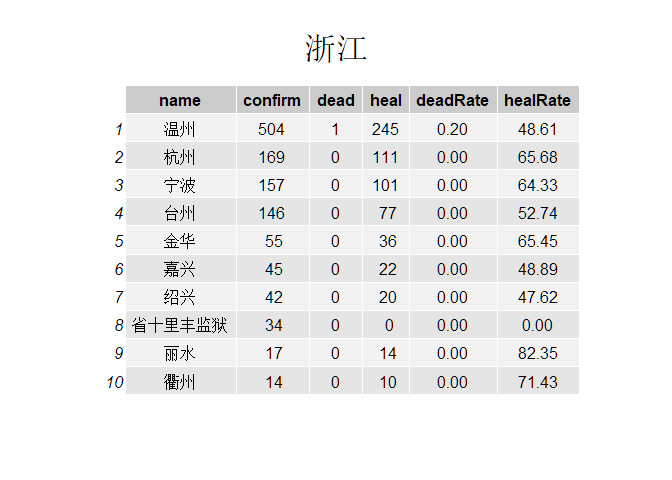 浙江
name confirm dead heal deadRate healRate
1 温州 504 1 245 0.20 48.61
2 杭州 169 0 111 0.00 65.68
3 宁波 157 0 101 0.00 64.33
4 台州 146 0 77 0.00 52.74
5 金华 55 0 36 0.00 65.45
6 嘉兴 45 0 22 0.00 48.89
7 绍兴 42 0 20 0.00 47.62
8 省十里丰监狱 34 0 0 0.00 0.00
9 丽水 17 0 14 0.00 82.35
10 衢州 14 0 10 0.00 71.43